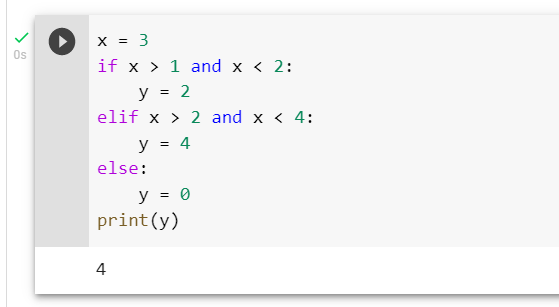 0s
x = 3
if x > 1 and x < 2:
    y = 2
elif x > 2 and x < 4:
    y = 4
else:
    y = 0
print(y)
4